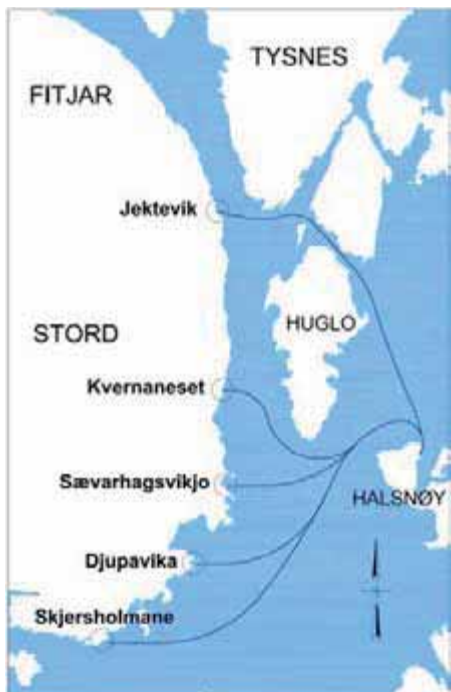 TYSNES
FITJAR
Jektevik
HUGLO
STORD
Kvernaneset
Sævarhagsvikjo
HALSNØY
Djupavika
Skjersholmane